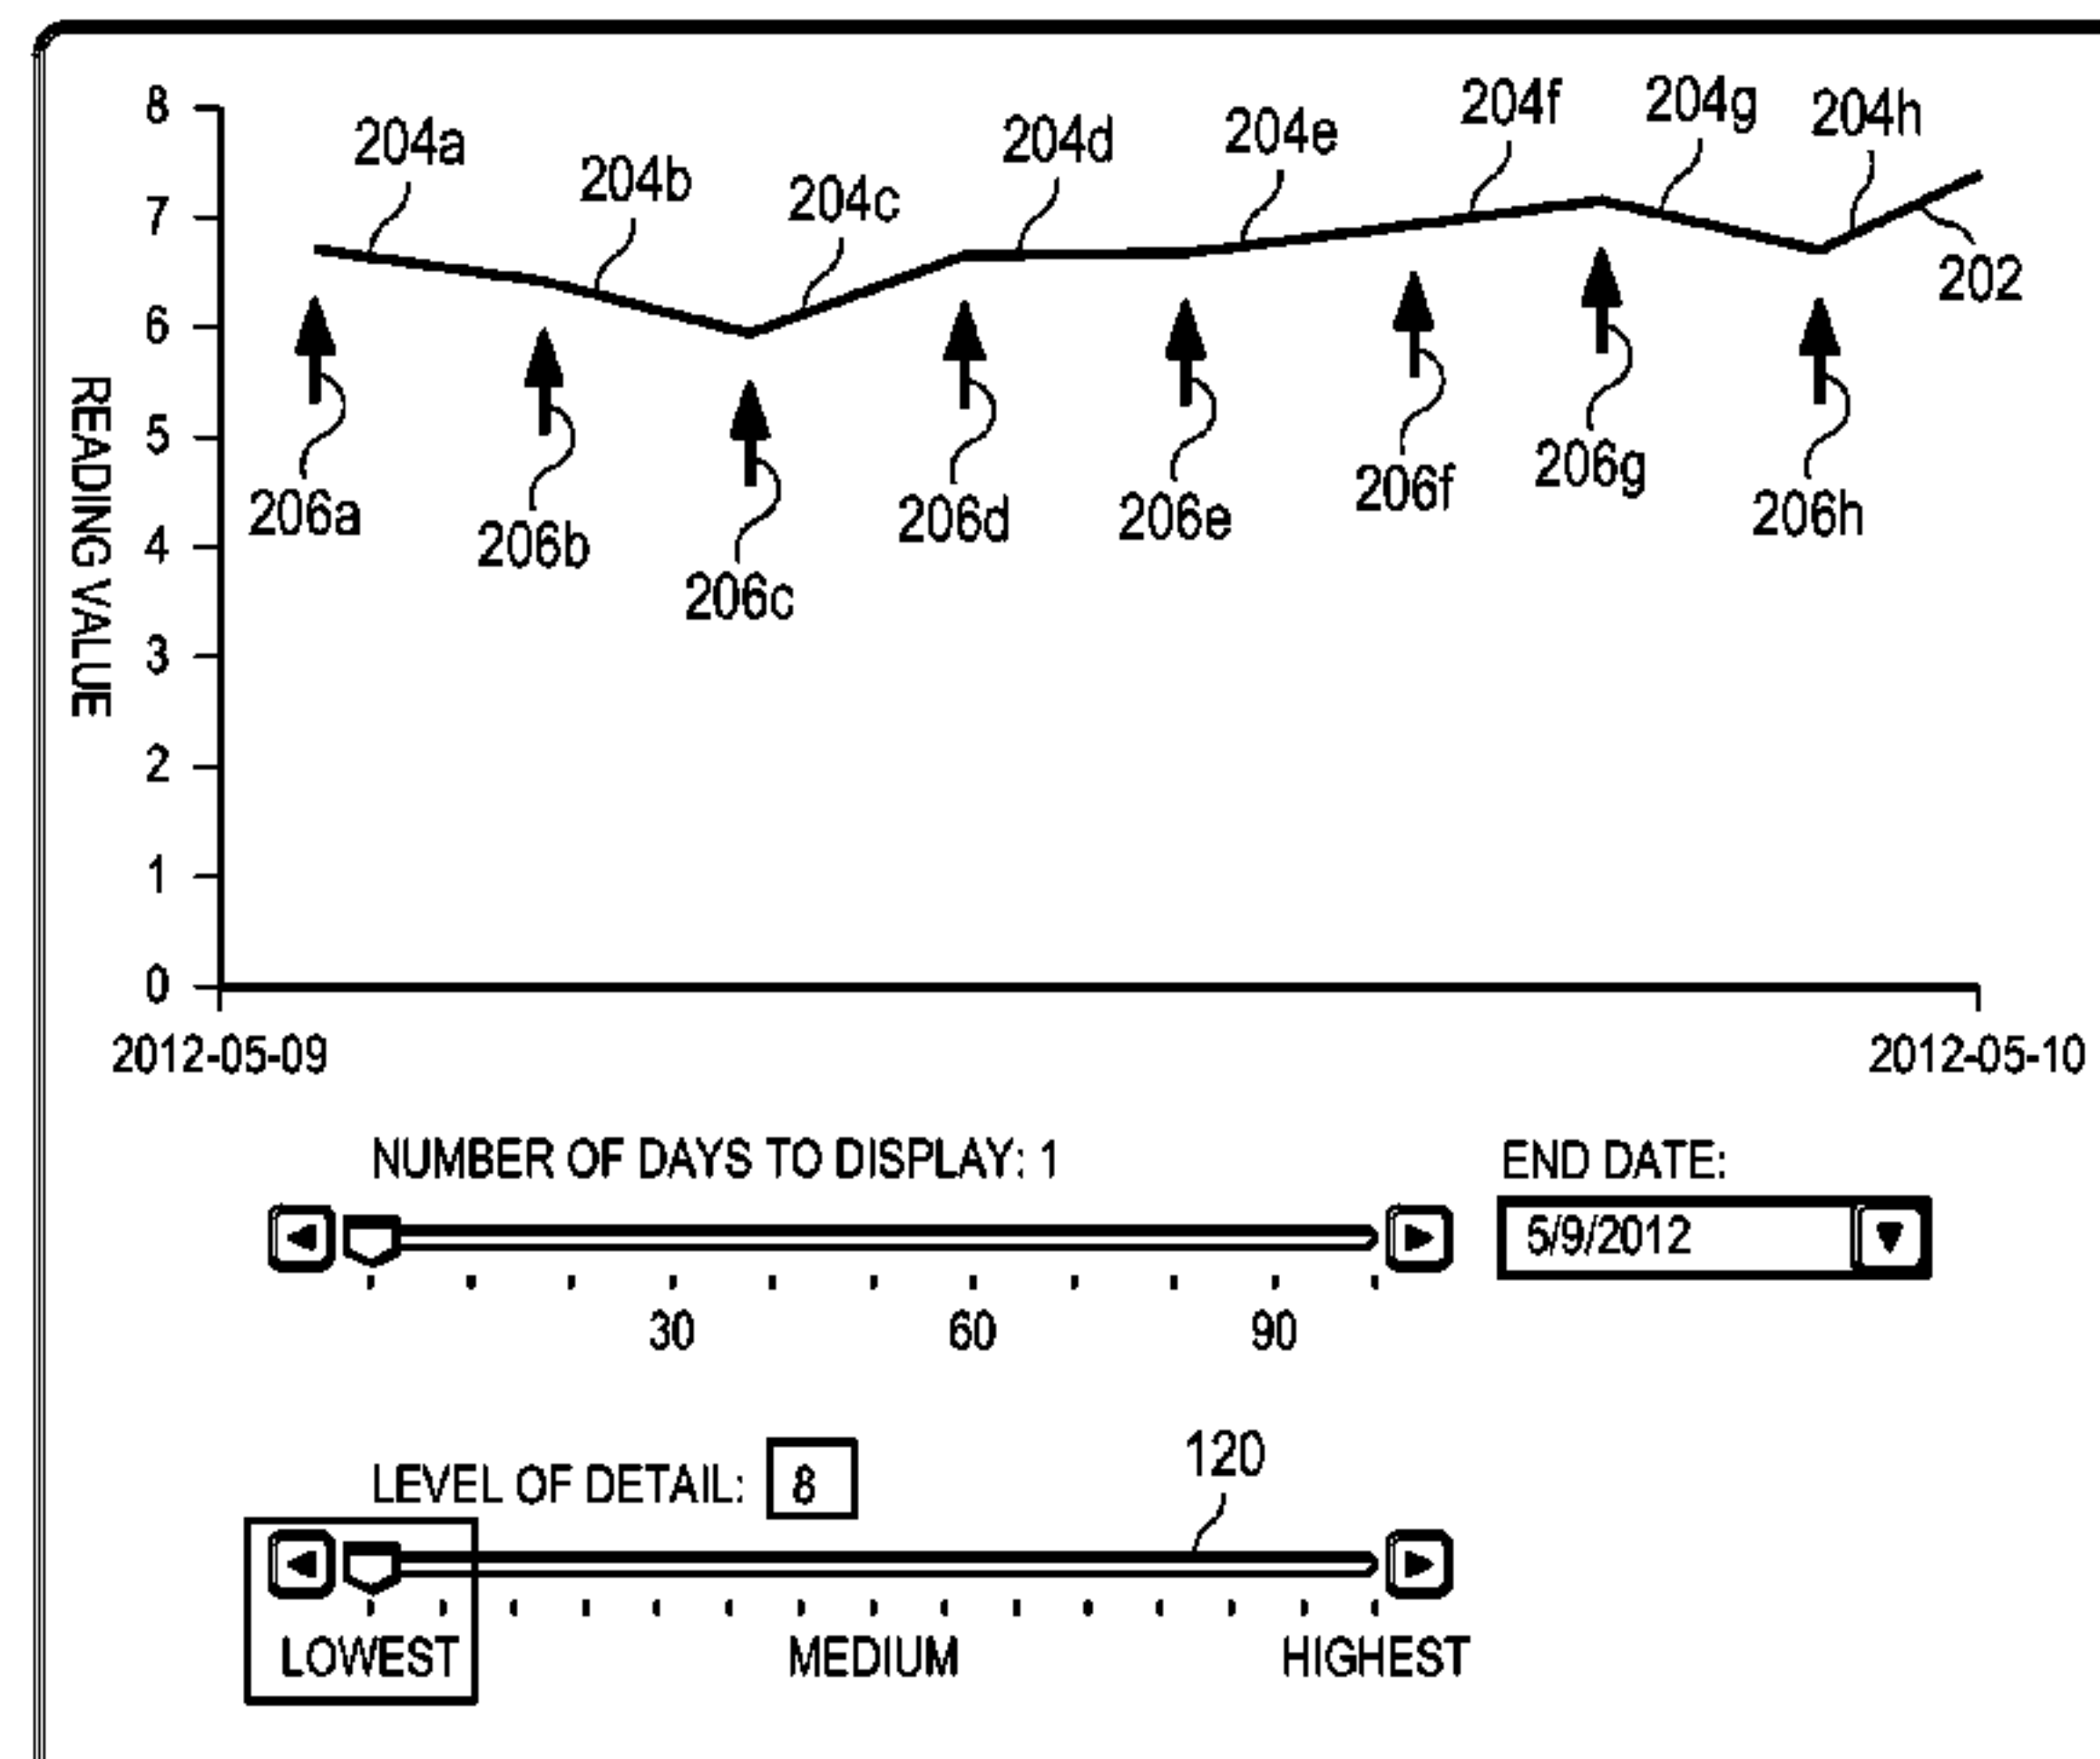 8
204a
204b
204c
204d
204e
204f
204g
204h
7
202
6
READING VALUE
5
206a
206b
206c
206d
206e
206f
206g
206h
4
3
2
1
0
2012-05-09
2012-05-10
NUMBER OF DAYS TO DISPLAY: 1
END DATE:
5/9/2012
30
60
90
LEVEL OF DETAIL: 8
120
LOWEST
MEDIUM
HIGHEST